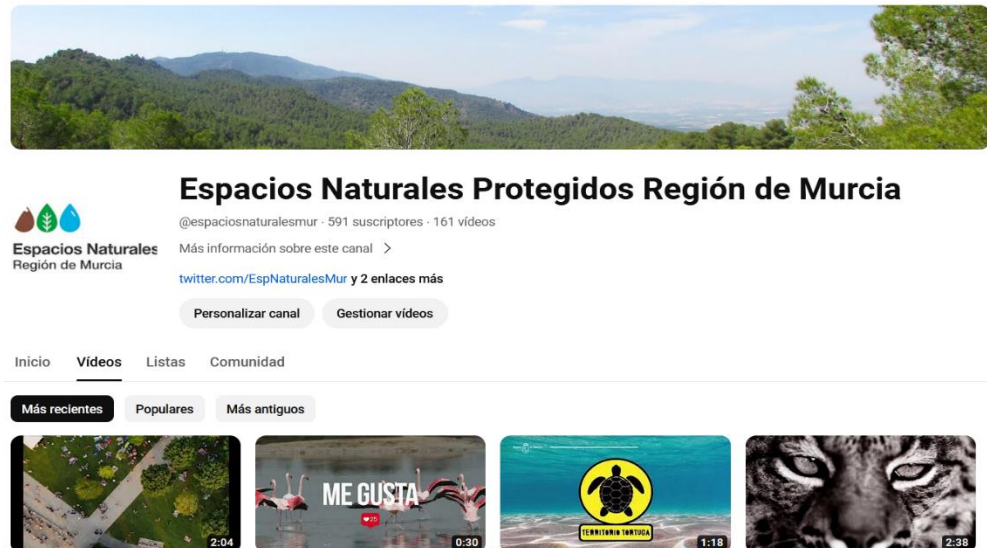 Espacios Naturales Protegidos Región de Murcia
@espaciosnaturalesmur · 591 suscriptores · 161 vídeos
Más información sobre este canal
twitter.com/EspNaturalesMur y 2 enlaces más
Personalizar canal Gestionar vídeos
Espacios Naturales
Región de Murcia
Inicio Vídeos Listas Comunidad
Más recientes Populares Más antiguos
ME GUSTA
25
TERRITORIO TORTUGA
2:04 0:30 1:18 2:38